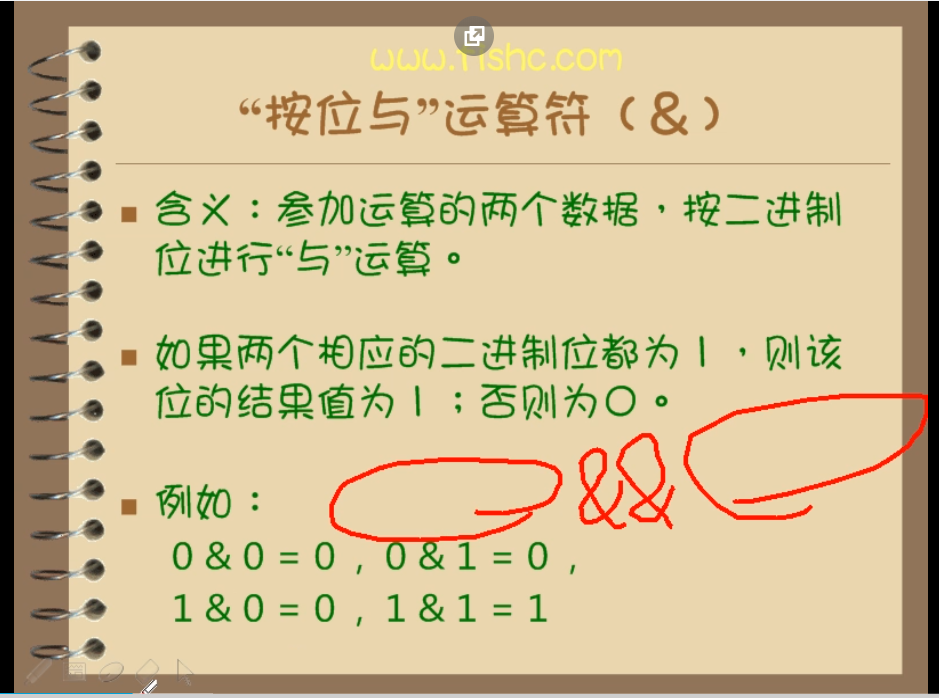 “按位与”运算符（&）
含义：参加运算的两个数据，按二进制
位进行“与”运算。
如果两个相应的二进制位都为1，则该
位的结果值为1；否则为0。
&&
例如：
0 & 0 = 0 , 0 & 1 = 0 ,
1 & 0 = 0 , 1 & 1 = 1